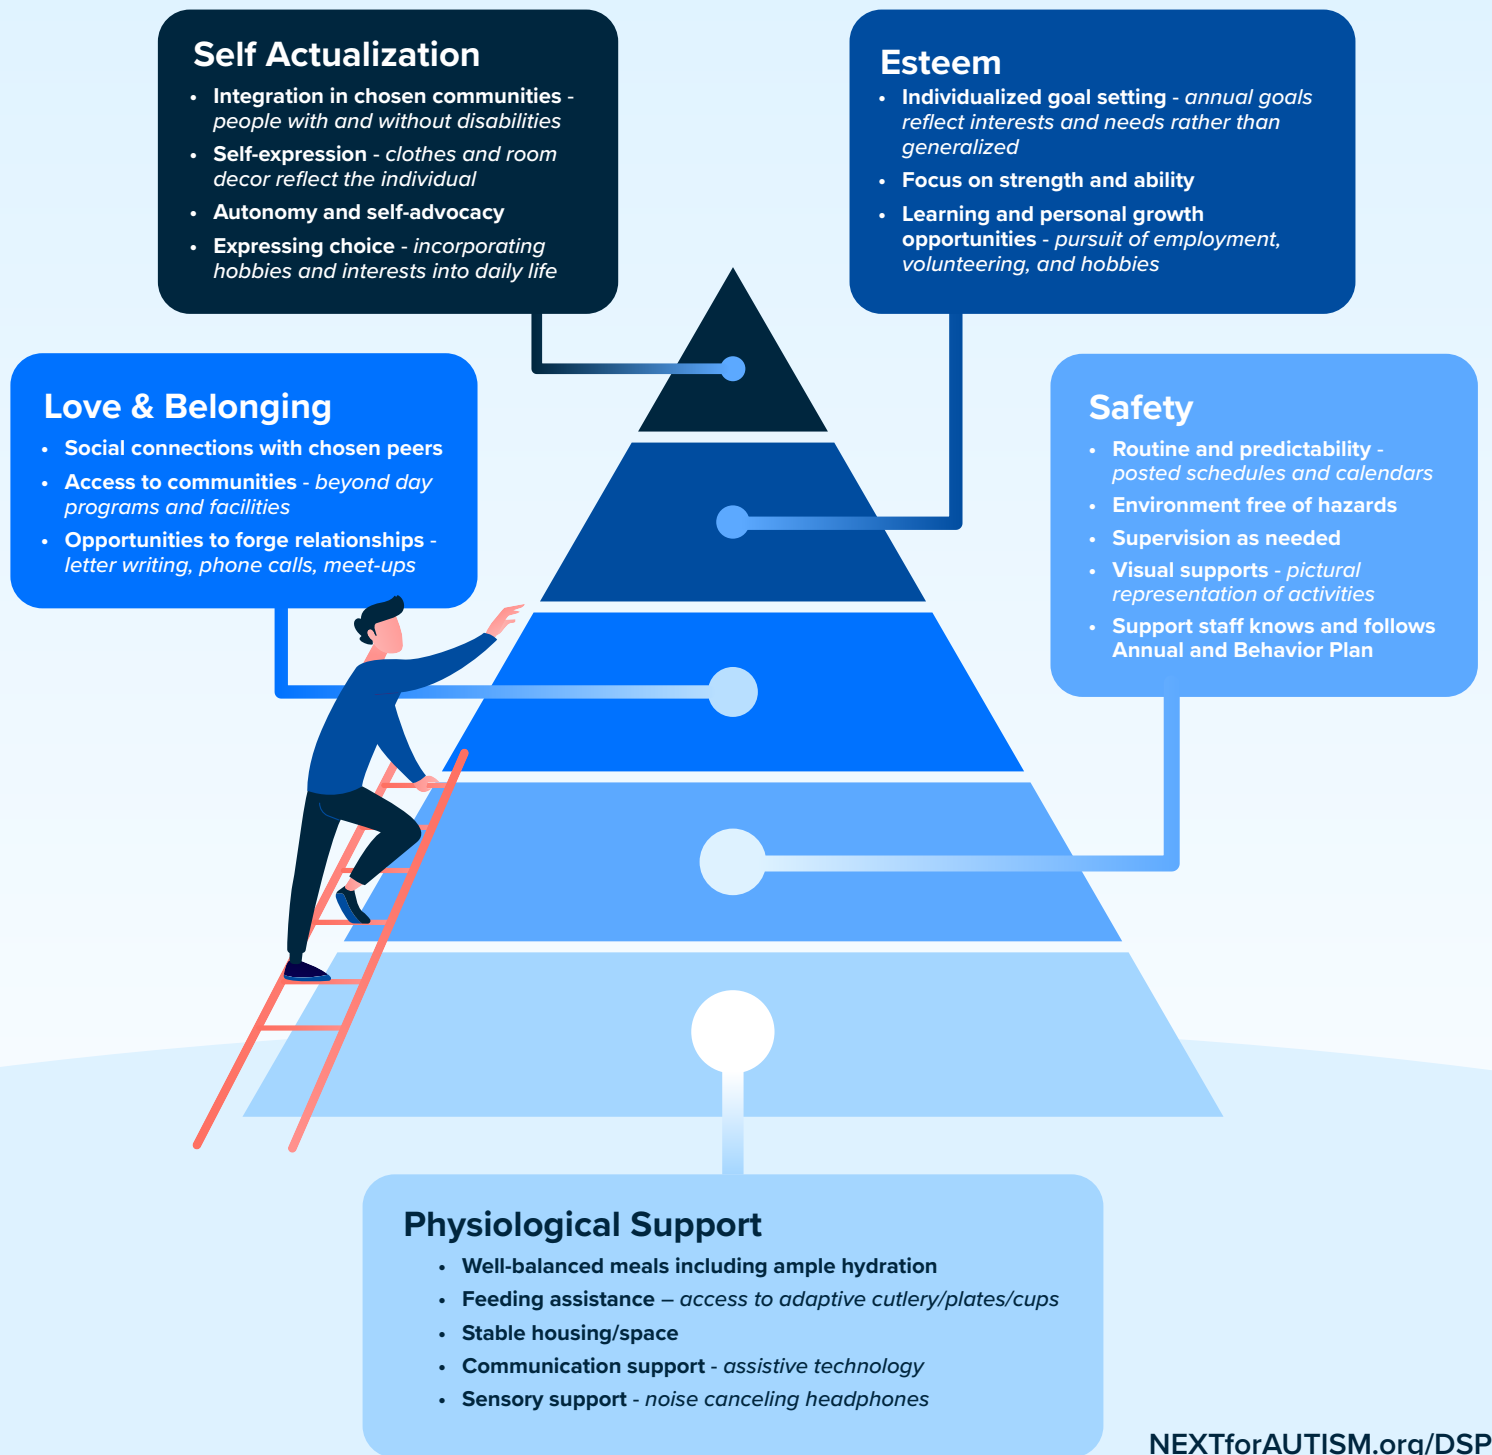 Self Actualization
• Integration in chosen communities -
people with and without disabilities
• Self-expression - clothes and room
decor reflect the individual
• Autonomy and self-advocacy
• Expressing choice - incorporating
hobbies and interests into daily life
Esteem
• Individualized goal setting - annual goals
reflect interests and needs rather than
generalized
• Focus on strength and ability
• Learning and personal growth
opportunities - pursuit of employment,
volunteering, and hobbies
Love & Belonging
• Social connections with chosen peers
• Access to communities - beyond day
programs and facilities
• Opportunities to forge relationships -
letter writing, phone calls, meet-ups
Safety
• Routine and predictability -
posted schedules and calendars
• Environment free of hazards
• Supervision as needed
• Visual supports - pictural
representation of activities
• Support staff knows and follows
Annual and Behavior Plan
Physiological Support
• Well-balanced meals including ample hydration
• Feeding assistance – access to adaptive cutlery/plates/cups
• Stable housing/space
• Communication support - assistive technology
• Sensory support - noise canceling headphones
NEXTforAUTISM.org/DSP